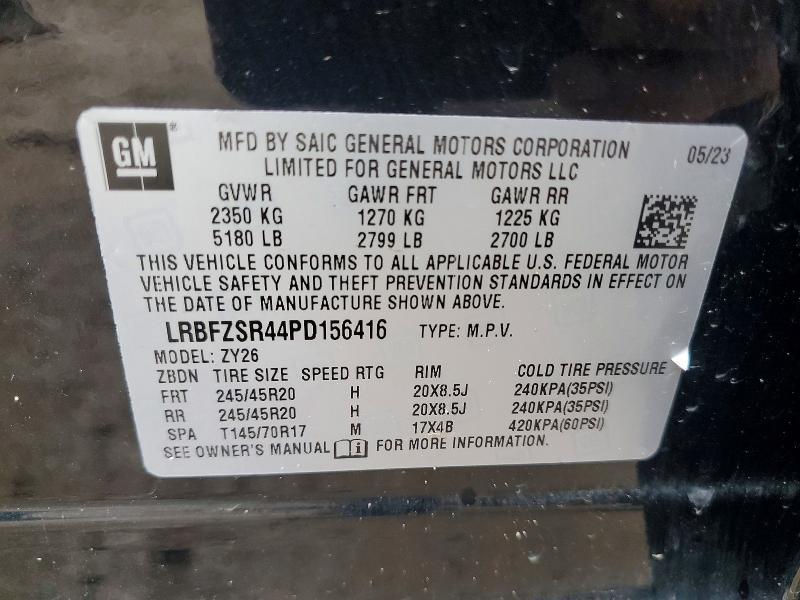 GM ®
MFD BY SAIC GENERAL MOTORS CORPORATION
LIMITED FOR GENERAL MOTORS LLC
05/23
GVWR GAWR FRT GAWR RR
2350 KG 1270 KG 1225 KG
5180 LB 2799 LB 2700 LB
THIS VEHICLE CONFORMS TO ALL APPLICABLE U.S. FEDERAL MOTOR
VEHICLE SAFETY AND THEFT PREVENTION STANDARDS IN EFFECT ON
THE DATE OF MANUFACTURE SHOWN ABOVE.
LRBFZSR44PD156416 TYPE: M.P.V.
MODEL: ZY26
ZBDN TIRE SIZE SPEED RTG RIM COLD TIRE PRESSURE
FRT 245/45R20 H 20X8.5J 240KPA(35PSI)
RR 245/45R20 H 20X8.5J 240KPA(35PSI)
SPA T145/70R17 M 17X4B 420KPA(60PSI)
SEE OWNER'S MANUAL FOR MORE INFORMATION.